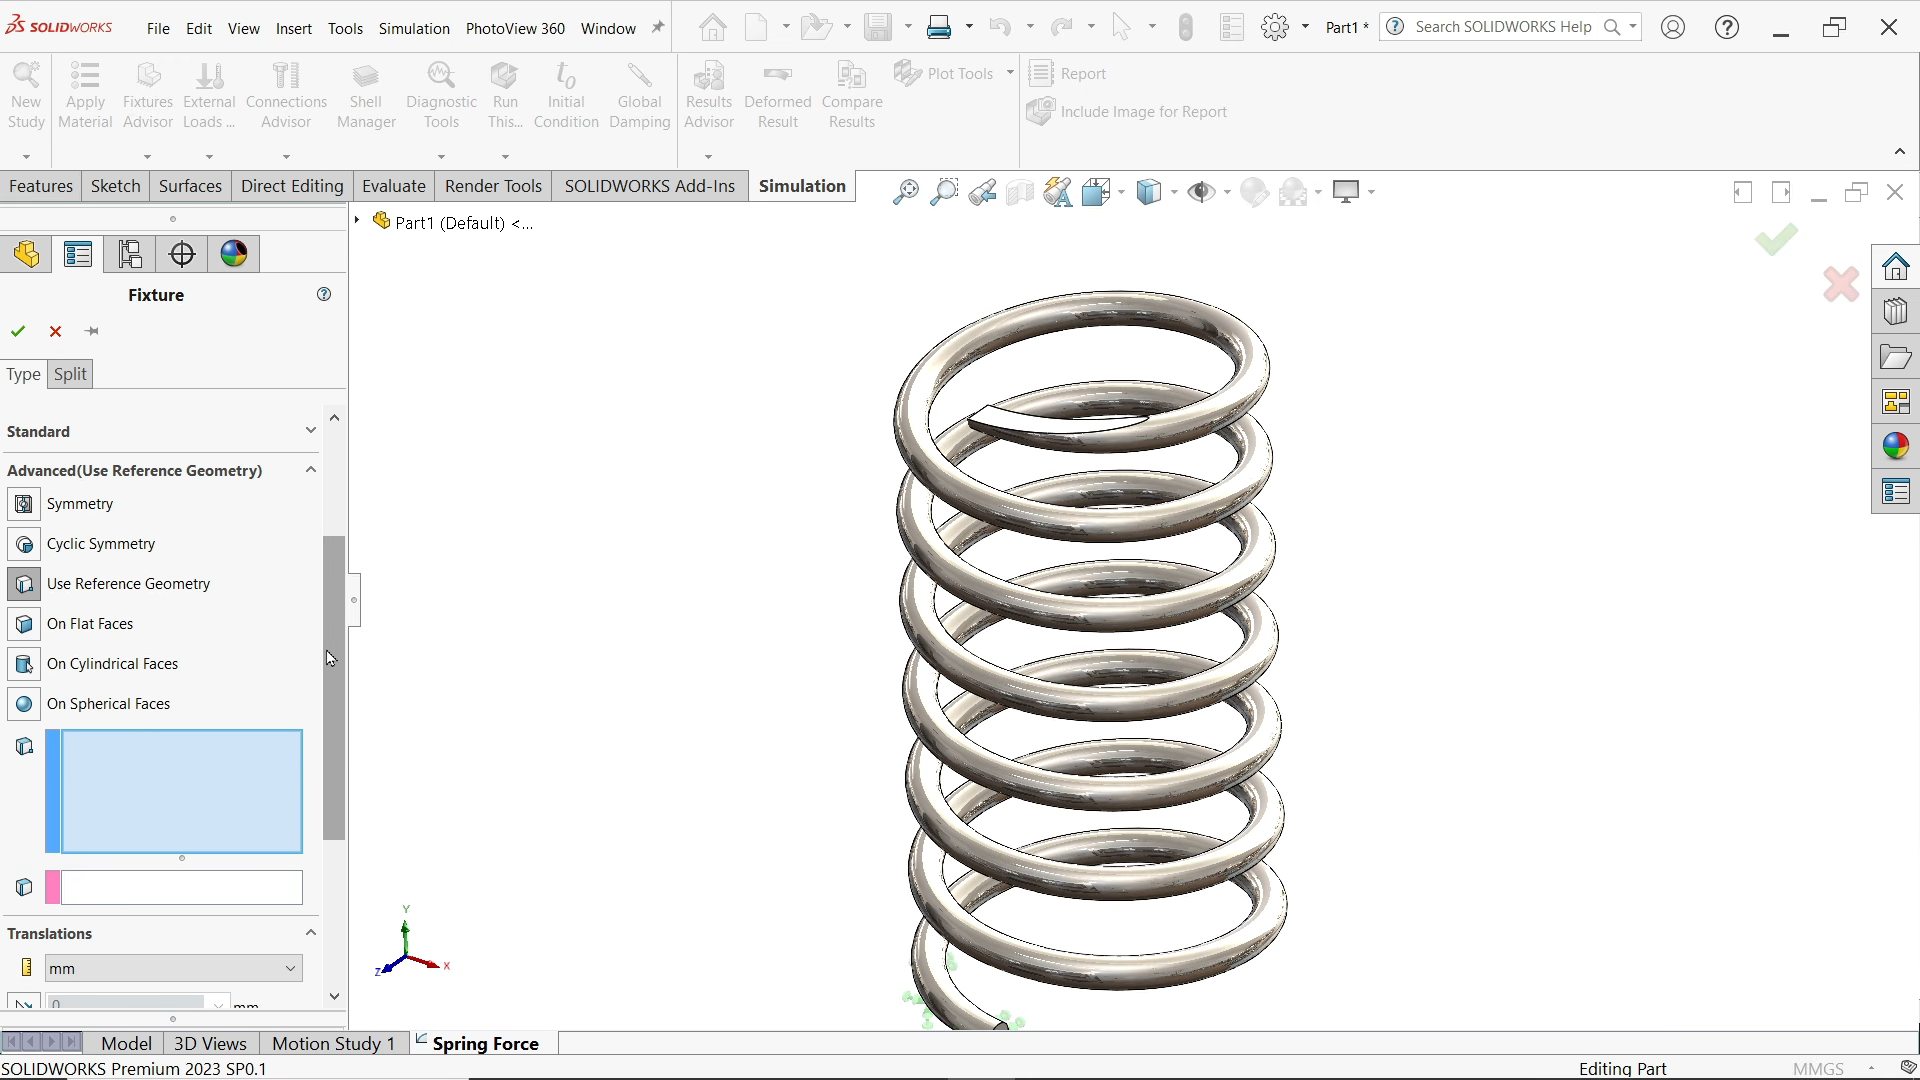 SOLIDWORKS File Edit View Insert Tools Simulation PhotoView 360 Window Part1 * Search SOLIDWORKS Help
New Study
Apply Material
Fixtures Advisor
External Loads ...
Connections Advisor
Shell Manager
Diagnostic Tools
Run This...
Initial Condition
Global Damping
Results Advisor
Deformed Result
Compare Results
Plot Tools
Report
Include Image for Report
Features Sketch Surfaces Direct Editing Evaluate Render Tools SOLIDWORKS Add-Ins Simulation
Part1 (Default) <...
Fixture
Type Split
Standard
Advanced(Use Reference Geometry)
Symmetry
Cyclic Symmetry
Use Reference Geometry
On Flat Faces
On Cylindrical Faces
On Spherical Faces
Translations
mm
0 mm
Y
Z X
Model 3D Views Motion Study 1 Spring Force
SOLIDWORKS Premium 2023 SP0.1 Editing Part MMGS